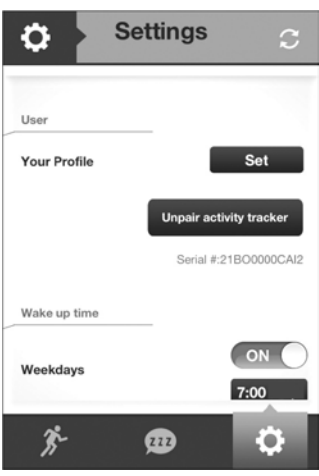 Settings
User
Your Profile Set
Unpair activity tracker
Serial #:21BO0000CAI2
Wake up time
Weekdays ON
7:00
zzz